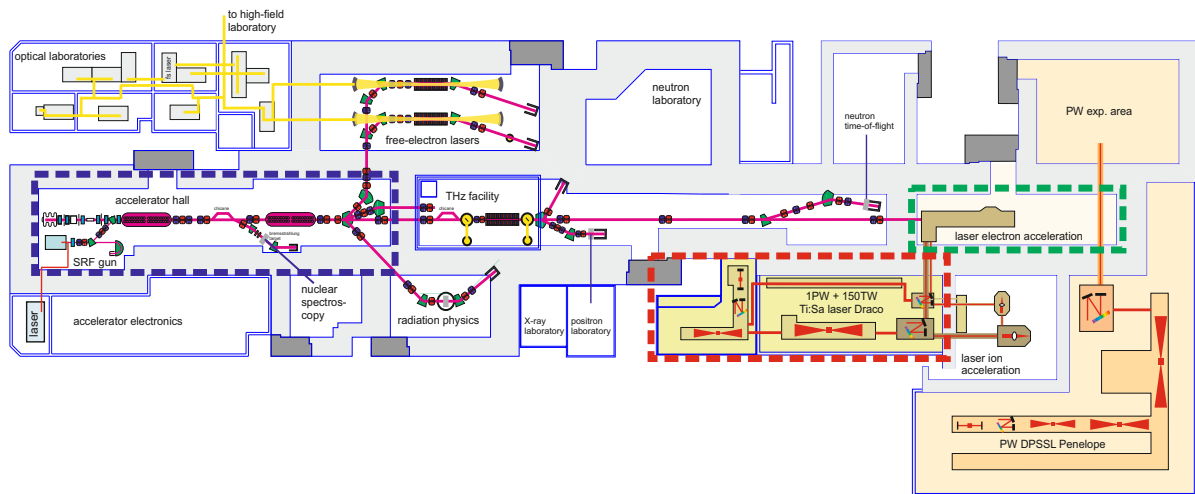 to high-field
laboratory
optical laboratories
fs laser
free-electron lasers
neutron
laboratory
neutron
time-of-flight
PW exp. area
accelerator hall
chicane
bremsstrahlung
SRF gun
nuclear
spectros-
copy
THz facility
chicane
laser electron acceleration
laser
accelerator electronics
radiation physics
X-ray
laboratory
positron
laboratory
1PW + 150TW
Ti:Sa laser Draco
laser ion
acceleration
PW DPSSL Penelope